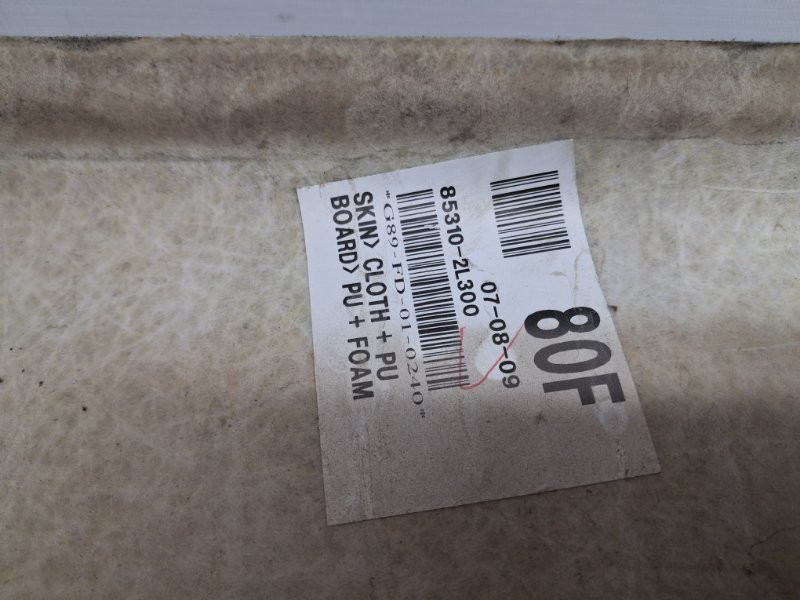 80F
07-08-09
85310-2L300
*G89-FD-01-0240*
SKIN> CLOTH + PU
BOARD> PU + FOAM